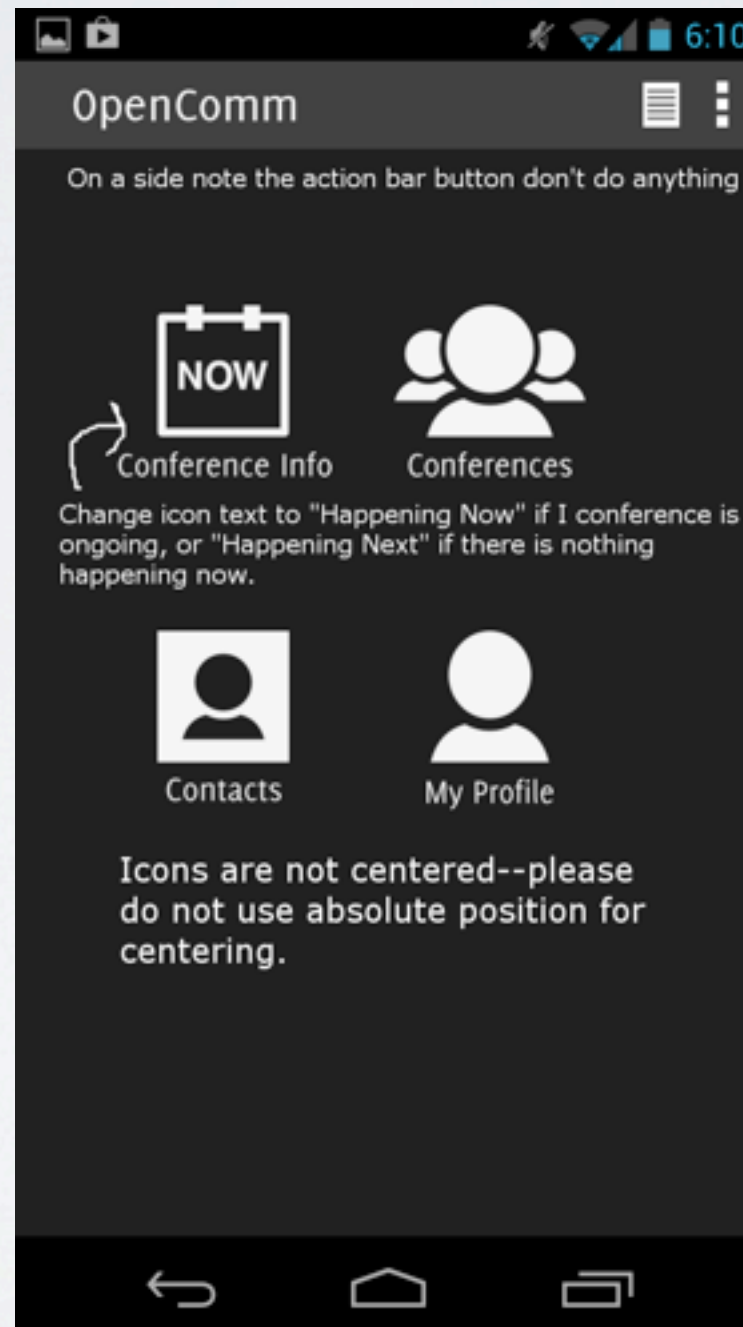 6:10
OpenComm
On a side note the action bar button don't do anything
NOW
Conference Info
Conferences
Change icon text to "Happening Now" if I conference is
ongoing, or "Happening Next" if there is nothing
happening now.
Contacts
My Profile
Icons are not centered--please
do not use absolute position for
centering.